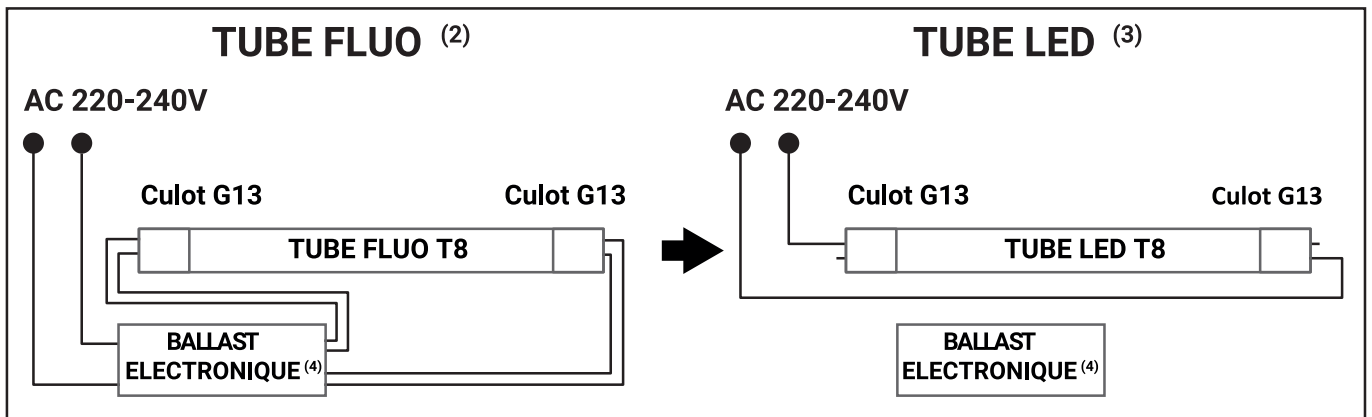 TUBE FLUO (2)
AC 220-240V
Culot G13
Culot G13
TUBE FLUO T8
BALLAST
ELECTRONIQUE (4)
TUBE LED (3)
AC 220-240V
Culot G13
Culot G13
TUBE LED T8
BALLAST
ELECTRONIQUE (4)